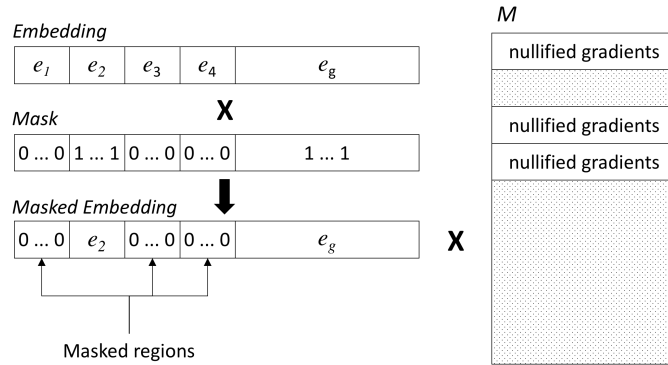 Embedding
e1 e2 e3 e4 eg
X
Mask
0 ... 0 1 ... 1 0 ... 0 0 ... 0 1 ... 1
Masked Embedding
0 ... 0 e2 0 ... 0 0 ... 0 eg
Masked regions
X
M
nullified gradients
nullified gradients
nullified gradients